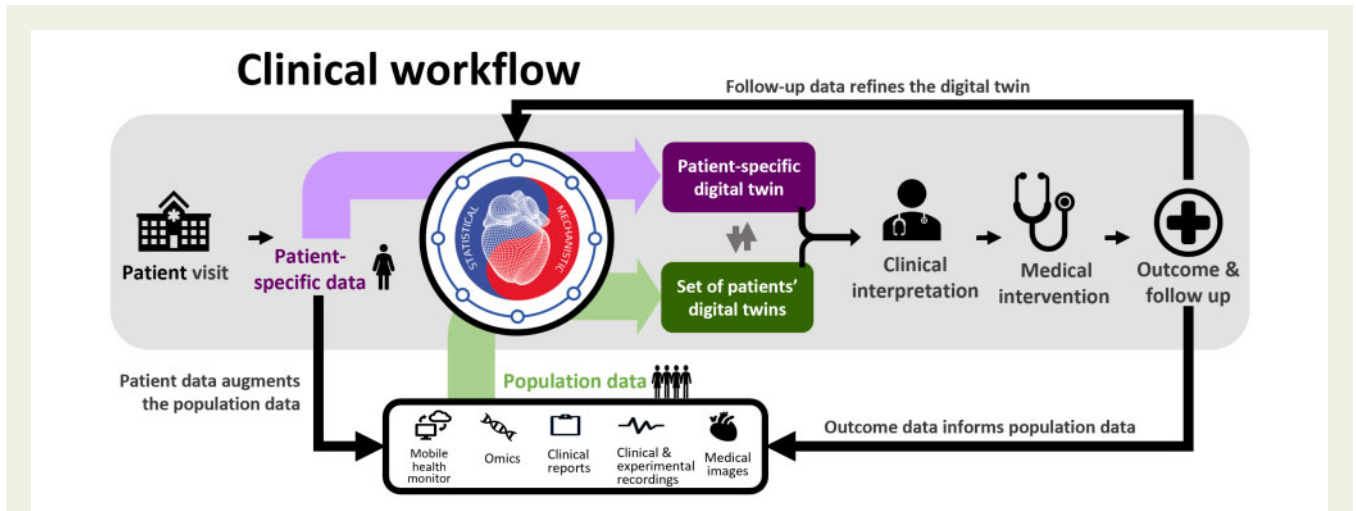 Clinical workflow
Follow-up data refines the digital twin
Patient visit
Patient-
specific data
STATISTICAL
MECHANISTIC
Patient-specific
digital twin
Set of patients’
digital twins
Clinical
interpretation
Medical
intervention
Outcome &
follow up
Patient data augments
the population data
Population data
Outcome data informs population data
Mobile
health
monitor
Omics
Clinical
reports
Clinical &
experimental
recordings
Medical
images